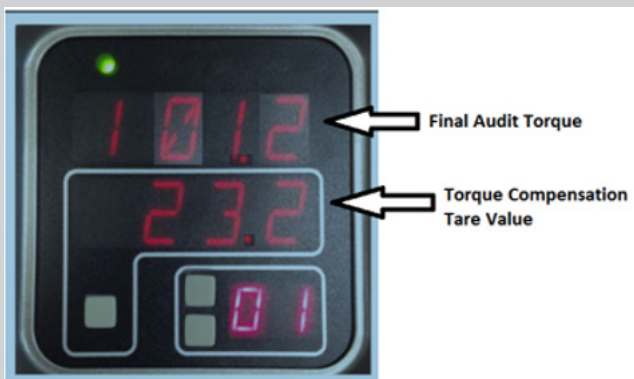 101.2
Final Audit Torque
23.2
Torque Compensation
Tare Value
01